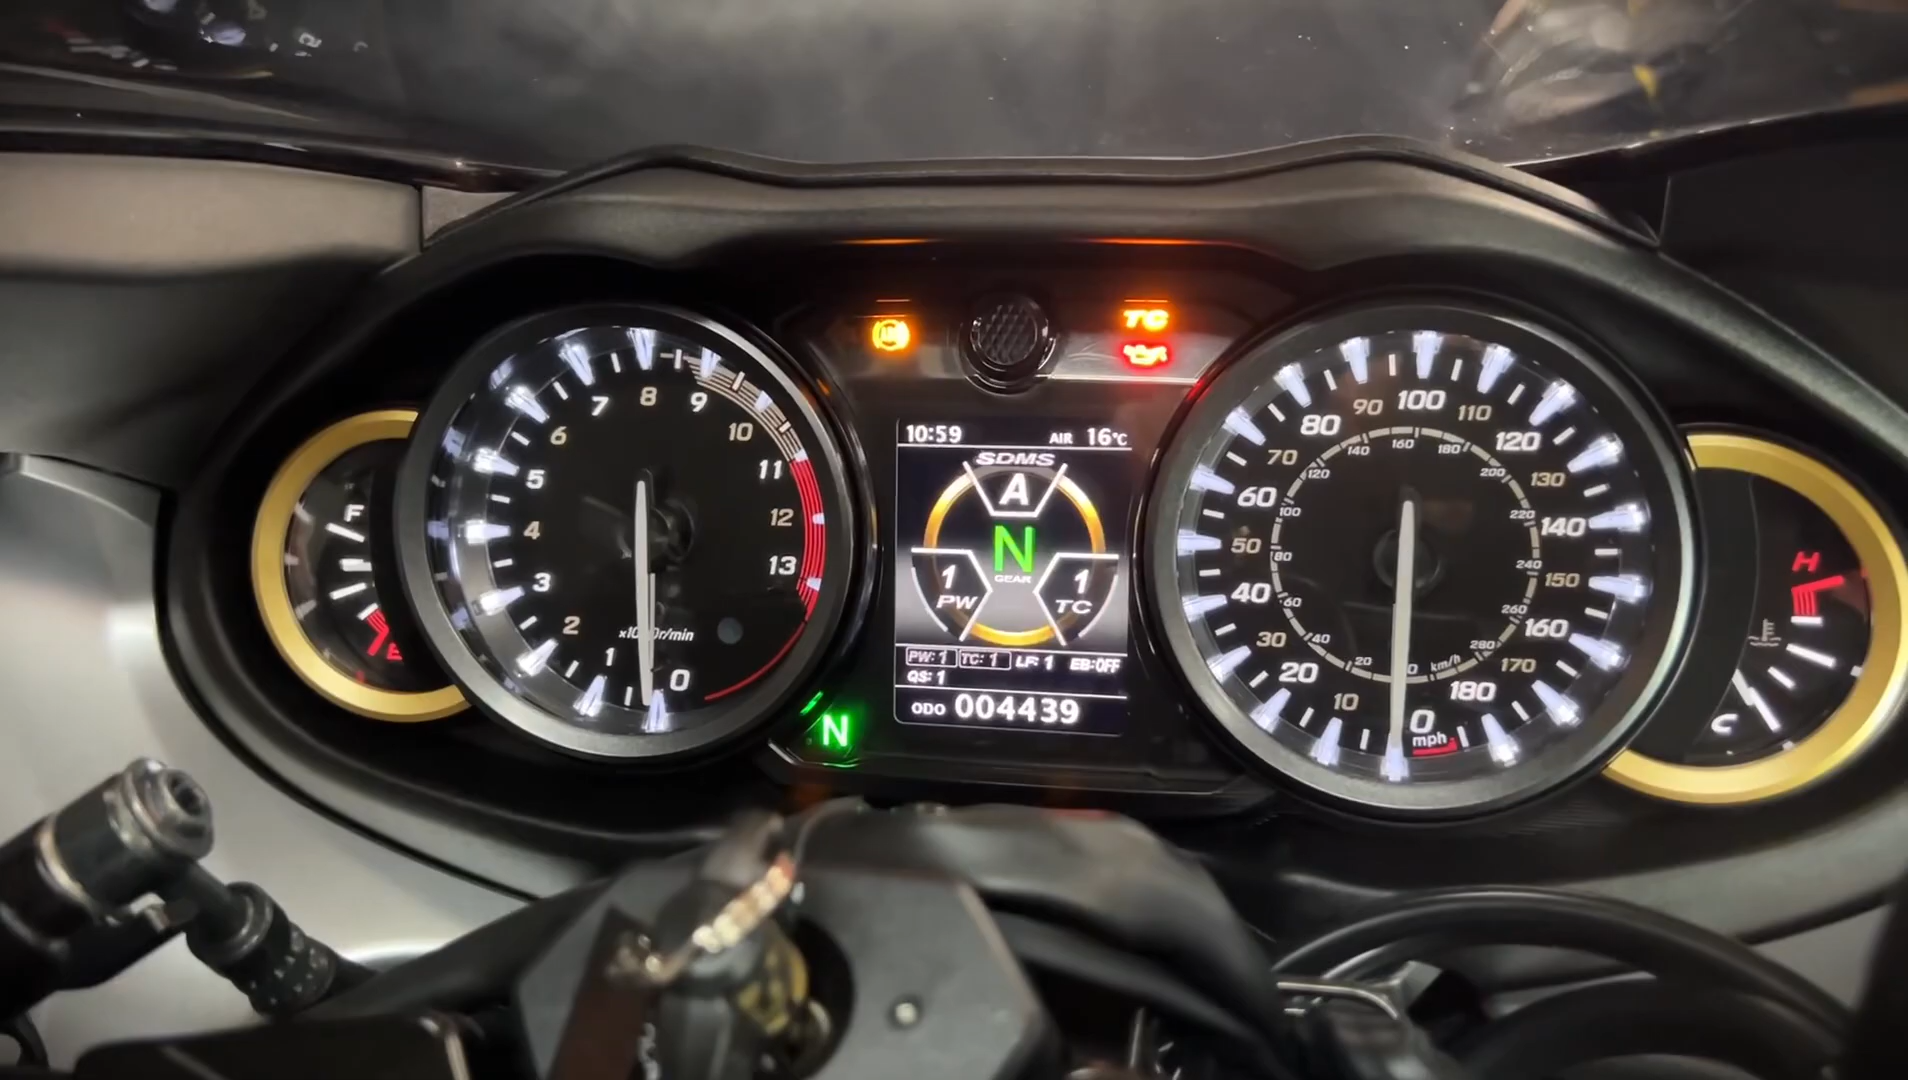 F
E
8
7
9
6
10
5
11
4
12
3
13
2
1
0
r/min
N
ABS
TC
10:59
AIR 16°C
SDMS
A
N
GEAR
1
PW
1
TC
PW: 1 TC: 1 LF: 1 EB:OFF
QS: 1
ODO 004439
100
90
110
80
120
70
130
60
140
50
150
40
160
30
170
20
180
10
0
mph
160
140
180
120
200
100
220
80
240
60
260
40
280
20
0
km/h
H
C